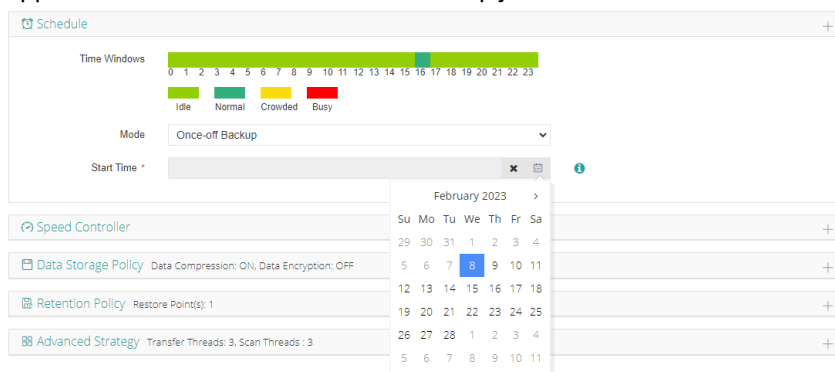 Schedule
Time Windows
0 1 2 3 4 5 6 7 8 9 10 11 12 13 14 15 16 17 18 19 20 21 22 23
Idle Normal Crowded Busy
Mode Once-off Backup
Start Time *
February 2023 >
Su Mo Tu We Th Fr Sa
29 30 31 1 2 3 4
5 6 7 8 9 10 11
12 13 14 15 16 17 18
19 20 21 22 23 24 25
26 27 28 1 2 3 4
5 6 7 8 9 10 11
Speed Controller
Data Storage Policy Data Compression: ON, Data Encryption: OFF
Retention Policy Restore Point(s): 1
Advanced Strategy Transfer Threads: 3, Scan Threads : 3